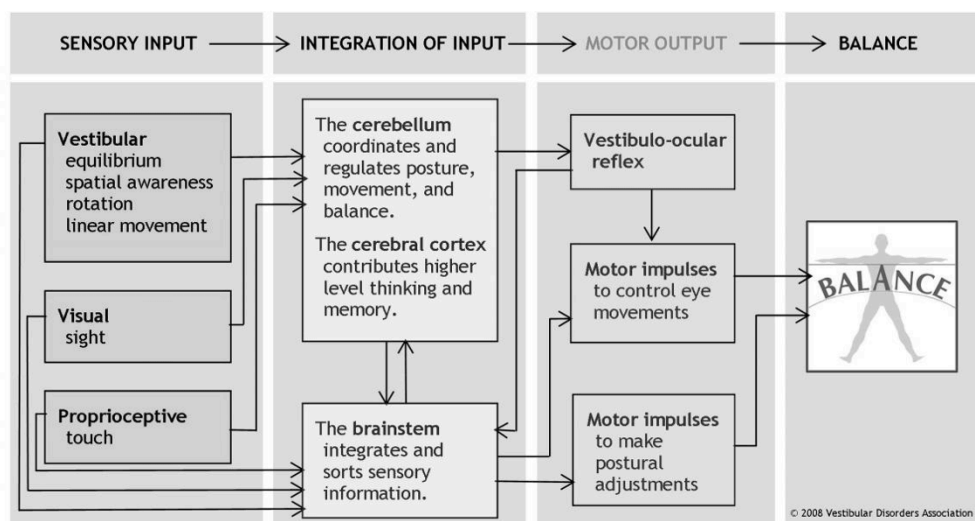 SENSORY INPUT
INTEGRATION OF INPUT
MOTOR OUTPUT
BALANCE
Vestibular
equilibrium
spatial awareness
rotation
linear movement
Visual
sight
Proprioceptive
touch
The cerebellum
coordinates and
regulates posture,
movement, and
balance.
The cerebral cortex
contributes higher
level thinking and
memory.
The brainstem
integrates and
sorts sensory
information.
Vestibulo-ocular
reflex
Motor impulses
to control eye
movements
Motor impulses
to make
postural
adjustments
BALANCE
© 2008 Vestibular Disorders Association